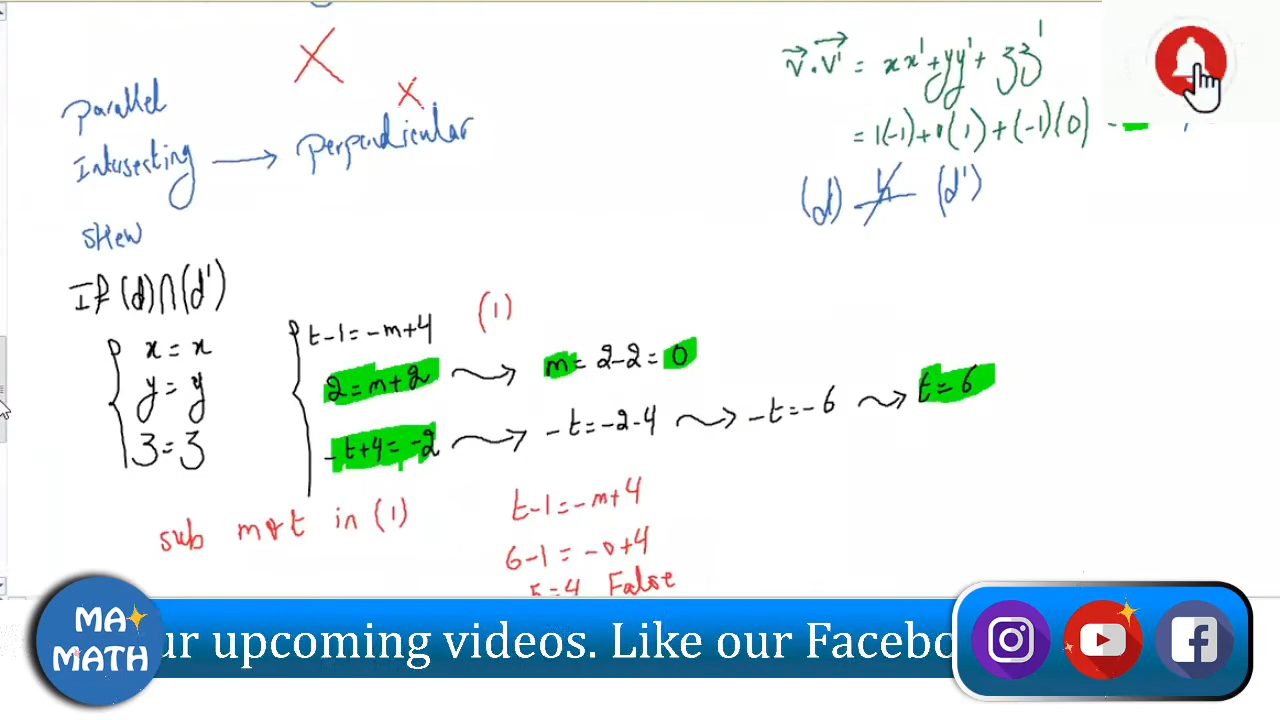 Parallel
Intersecting → perpendicular
skew
v⃗ . v⃗' = xx' + yy' + zz'
= 1(-1) + 0(1) + (-1)(0)
(d) (d')
If (d)∩(d')
x = x
y = y
z = z
t-1 = -m+4 (1)
2 = m+2 m = 2-2 = 0
-t+4 = -2 -t = -2-4 -t = -6 t = 6
sub m & t in (1)
t-1 = -m+4
6-1 = -0+4
5=4 False
MA
MATH
ur upcoming videos. Like our Facebo